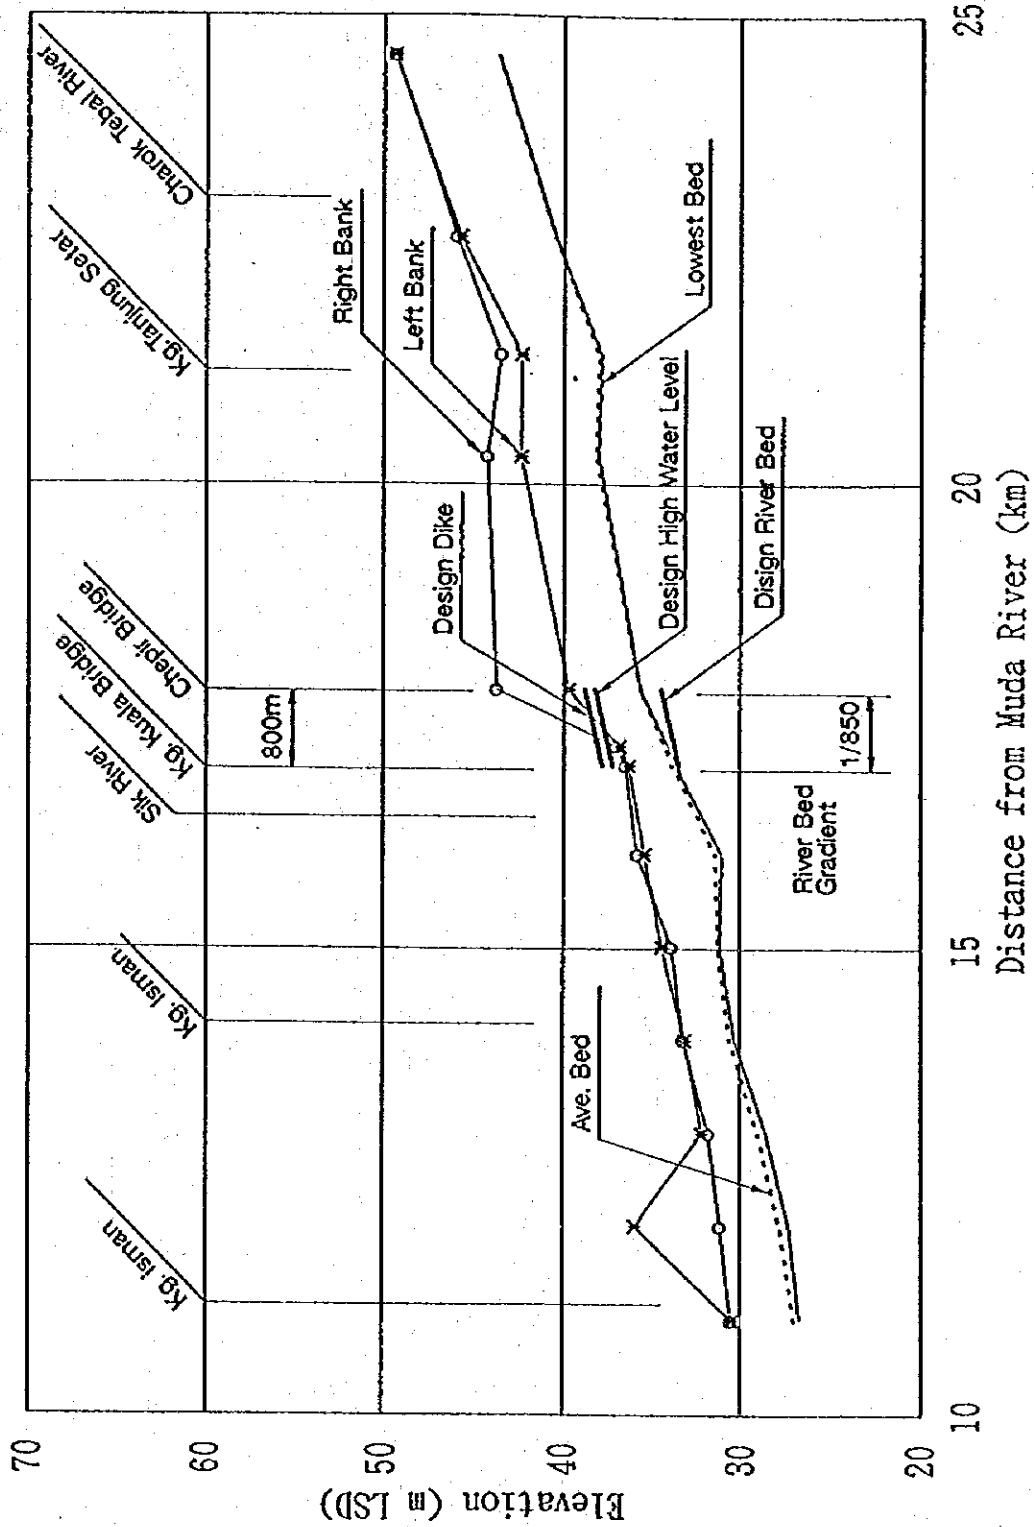 Elevation (m LSD)
70
60
50
40
30
20
Kg. Isman
Kg. Isman
Sik River
Kg. Kuala Bridge
Chepir Bridge
Kg. Tanjung Setar
Charok Tebal River
800m
Right Bank
Left Bank
Design Dike
Design High Water Level
Disign River Bed
Lowest Bed
Ave. Bed
River Bed
Gradient
1/850
10
15
20
25
Distance from Muda River (km)